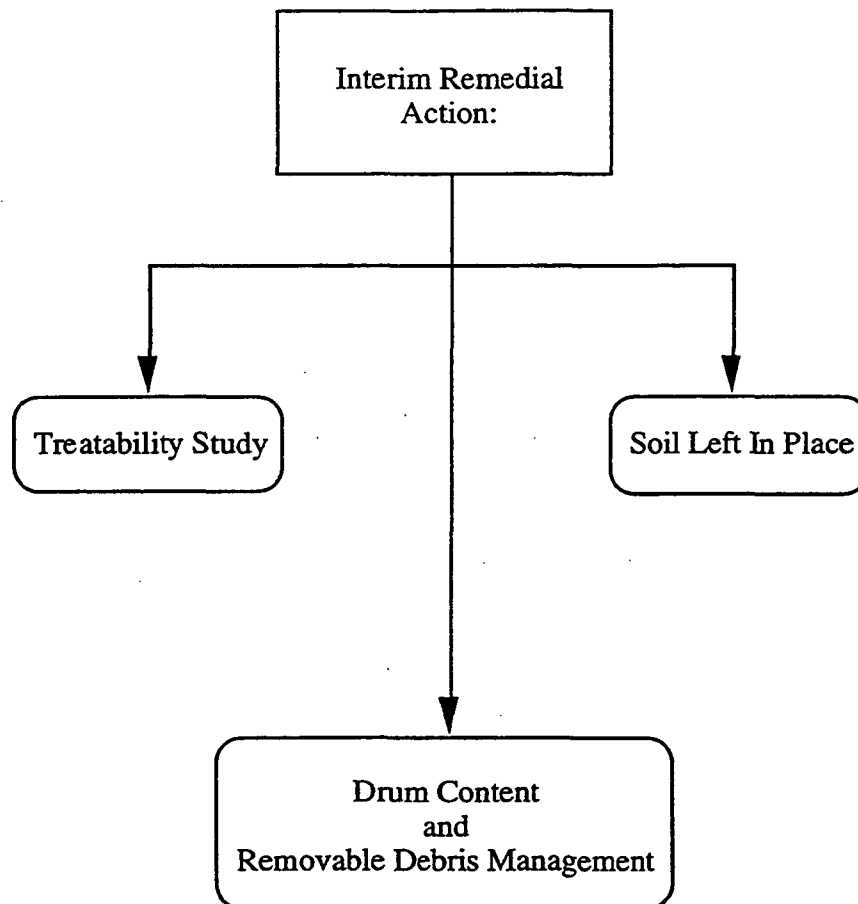 Interim Remedial
Action:
Treatability Study
Soil Left In Place
Drum Content
and
Removable Debris Management